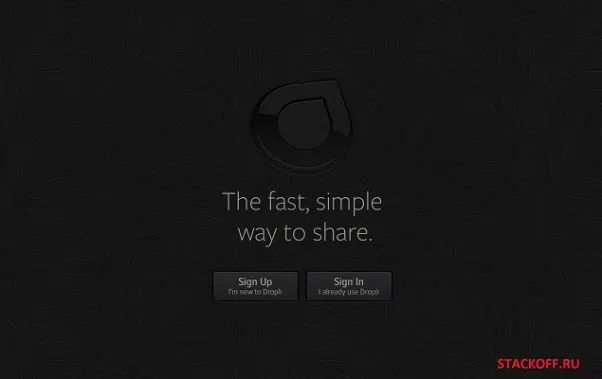 The fast, simple
way to share.
Sign Up
I'm new to Droplr
Sign In
I already use Droplr
STACKOFF.RU